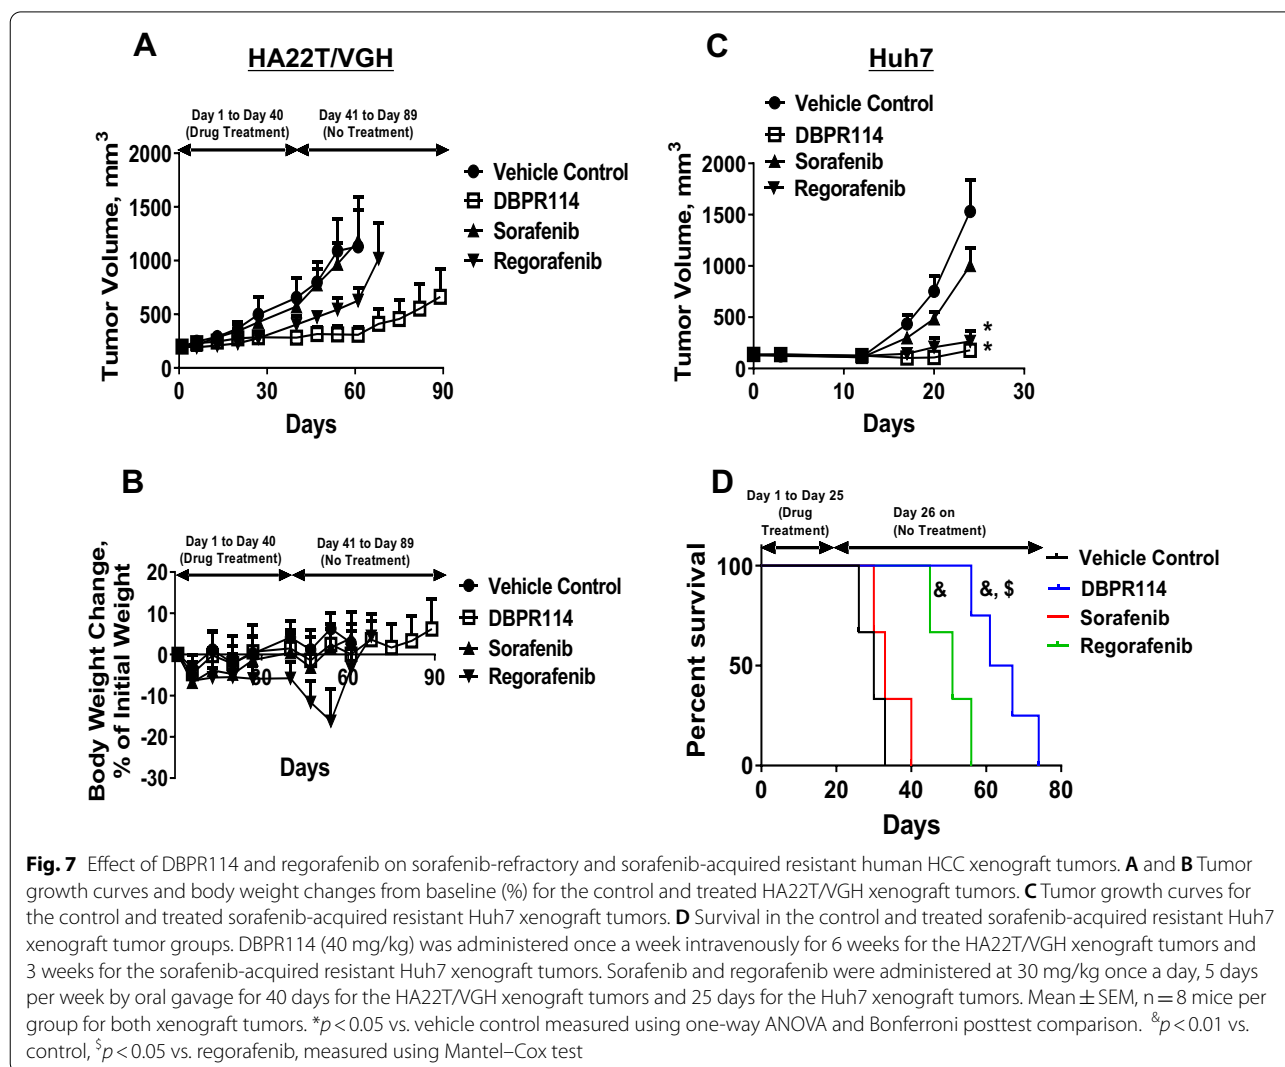 A
HA22T/VGH
Day 1 to Day 40
(Drug Treatment)
Day 41 to Day 89
(No Treatment)
Tumor Volume, mm³
2000
1500
1000
500
0
0 30 60 90
Days
Vehicle Control
DBPR114
Sorafenib
Regorafenib
C
Huh7
Vehicle Control
DBPR114
Sorafenib
Regorafenib
Tumor Volume, mm³
2000
1500
1000
500
0
*
*
0 10 20 30
Days
B
Day 1 to Day 40
(Drug Treatment)
Day 41 to Day 89
(No Treatment)
Body Weight Change,
% of Initial Weight
20
10
0
-10
-20
-30
30 60 90
Days
Vehicle Control
DBPR114
Sorafenib
Regorafenib
D
Day 1 to Day 25
(Drug
Treatment)
Day 26 on
(No Treatment)
Percent survival
100
50
0
&
&, $
0 20 40 60 80
Days
Vehicle Control
DBPR114
Sorafenib
Regorafenib
Fig. 7 Effect of DBPR114 and regorafenib on sorafenib-refractory and sorafenib-acquired resistant human HCC xenograft tumors. A and B Tumor
growth curves and body weight changes from baseline (%) for the control and treated HA22T/VGH xenograft tumors. C Tumor growth curves for
the control and treated sorafenib-acquired resistant Huh7 xenograft tumors. D Survival in the control and treated sorafenib-acquired resistant Huh7
xenograft tumor groups. DBPR114 (40 mg/kg) was administered once a week intravenously for 6 weeks for the HA22T/VGH xenograft tumors and
3 weeks for the sorafenib-acquired resistant Huh7 xenograft tumors. Sorafenib and regorafenib were administered at 30 mg/kg once a day, 5 days
per week by oral gavage for 40 days for the HA22T/VGH xenograft tumors and 25 days for the Huh7 xenograft tumors. Mean ± SEM, n = 8 mice per
group for both xenograft tumors. *p < 0.05 vs. vehicle control measured using one-way ANOVA and Bonferroni posttest comparison. &p < 0.01 vs.
control, $p < 0.05 vs. regorafenib, measured using Mantel–Cox test